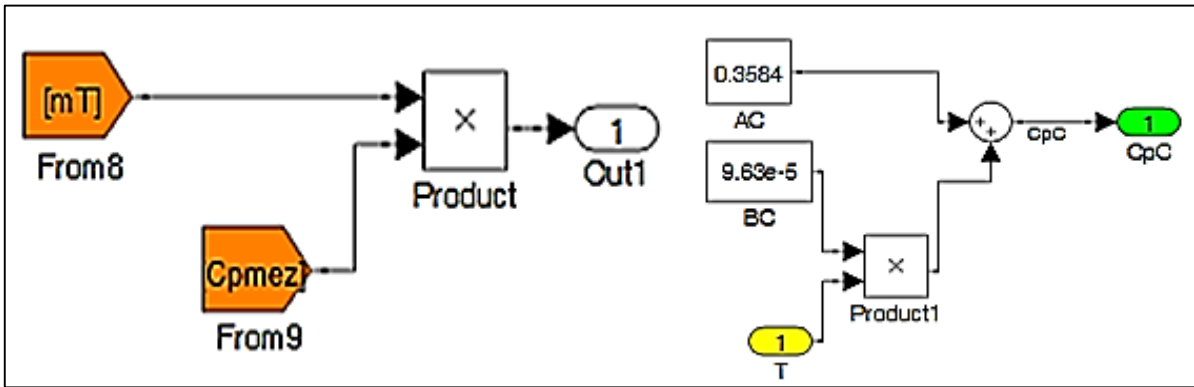 [mT]
From8
×
Product
1
Out1
Cpmez]
From9
0.3584
AC
9.63e-5
BC
+
+
CpC
1
CpC
×
Product1
1
T